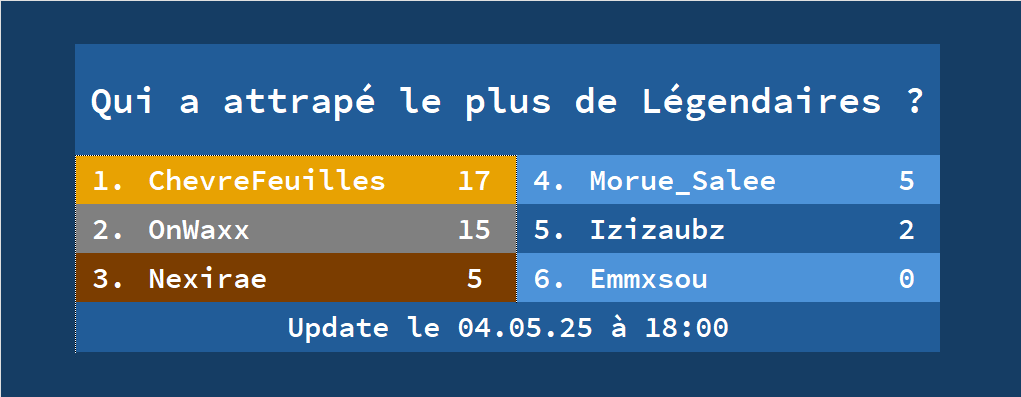 Qui a attrapé le plus de Légendaires ?
1. ChevreFeuilles 17 4. Morue_Salee 5
2. OnWaxx 15 5. Izizaubz 2
3. Nexirae 5 6. Emmxsou 0
Update le 04.05.25 à 18:00